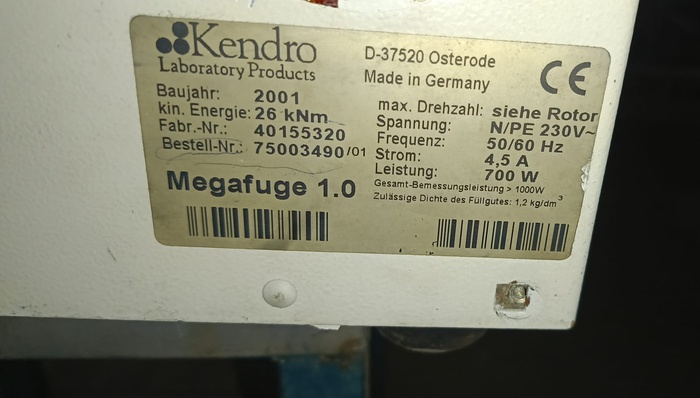 Kendro
Laboratory Products
D-37520 Osterode
Made in Germany
CE
Baujahr: 2001
kin. Energie: 26 kNm
Fabr.-Nr.: 40155320
Bestell-Nr.: 75003490/01
max. Drehzahl: siehe Rotor
Spannung: N/PE 230V~
Frequenz: 50/60 Hz
Strom: 4,5 A
Leistung: 700 W
Gesamt-Bemessungsleistung > 1000W
Zulässige Dichte des Füllgutes: 1,2 kg/dm³
Megafuge 1.0